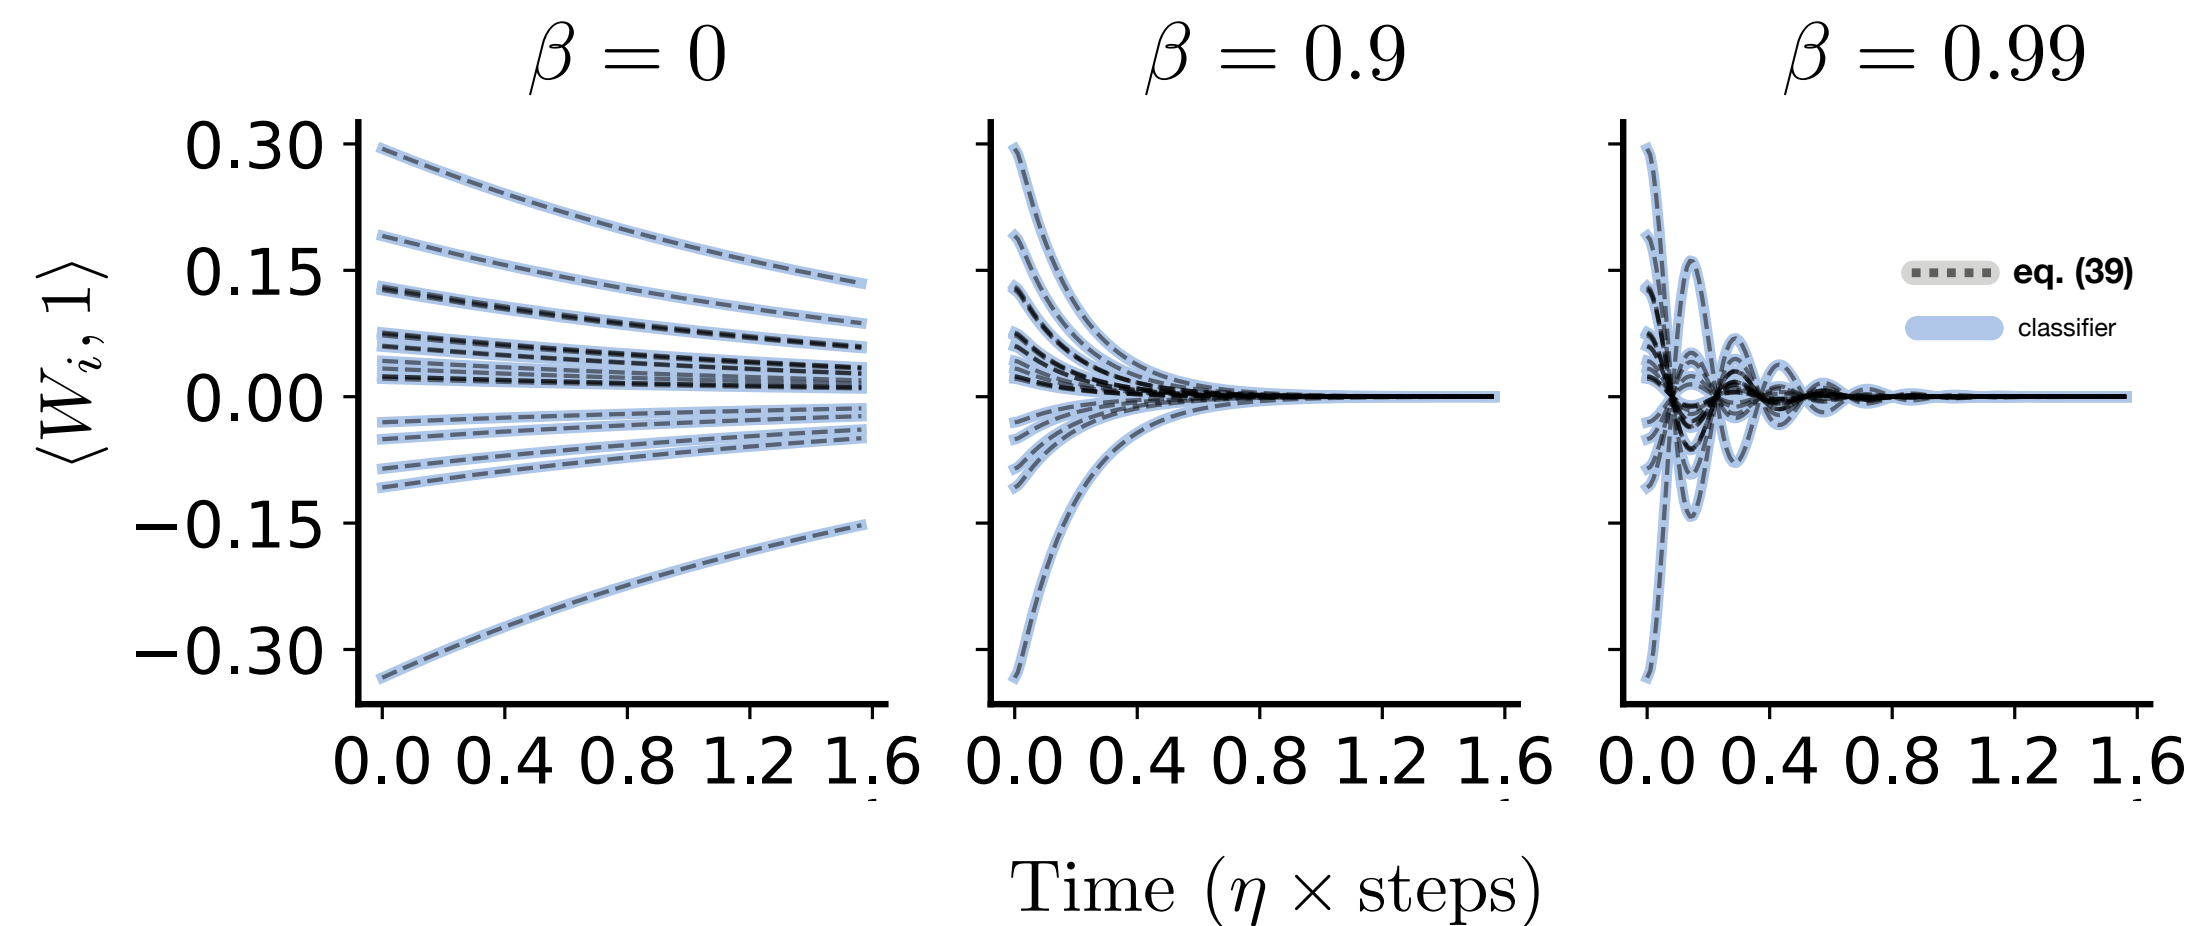 β = 0
β = 0.9
β = 0.99
⟨W_i, 1⟩
0.30
0.15
0.00
−0.15
−0.30
eq. (39)
classifier
0.0 0.4 0.8 1.2 1.6
0.0 0.4 0.8 1.2 1.6
0.0 0.4 0.8 1.2 1.6
Time (η × steps)